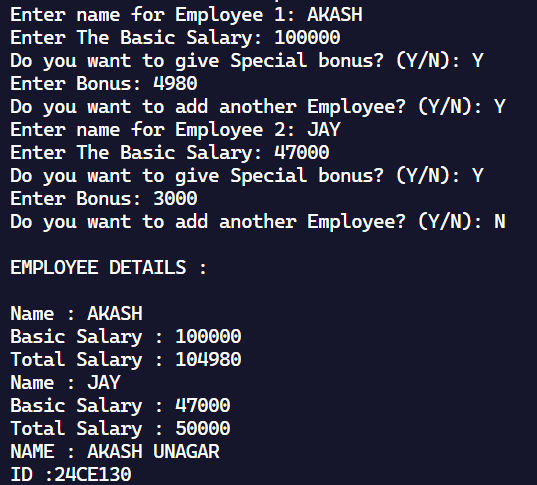 Enter name for Employee 1: AKASH
Enter The Basic Salary: 100000
Do you want to give Special bonus? (Y/N): Y
Enter Bonus: 4980
Do you want to add another Employee? (Y/N): Y
Enter name for Employee 2: JAY
Enter The Basic Salary: 47000
Do you want to give Special bonus? (Y/N): Y
Enter Bonus: 3000
Do you want to add another Employee? (Y/N): N
EMPLOYEE DETAILS :
Name : AKASH
Basic Salary : 100000
Total Salary : 104980
Name : JAY
Basic Salary : 47000
Total Salary : 50000
NAME : AKASH UNAGAR
ID :24CE130